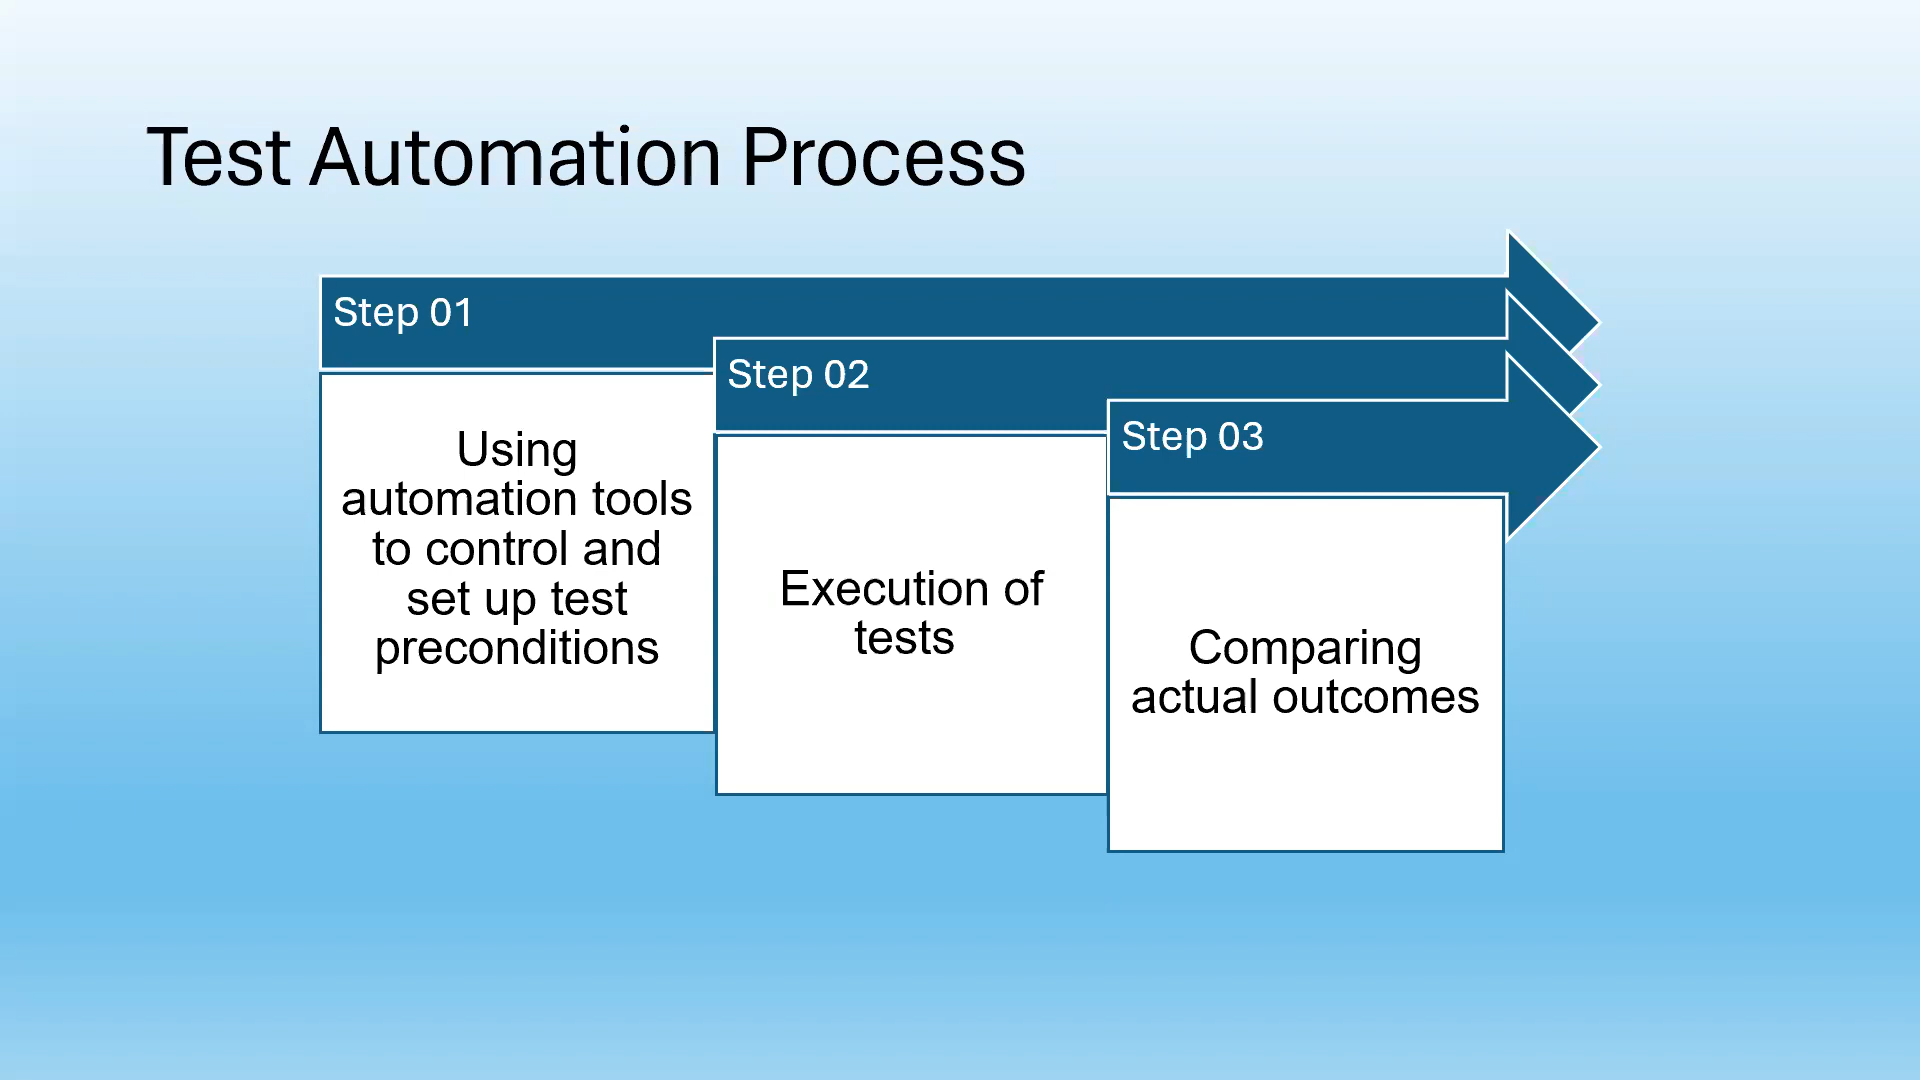 Test Automation Process
Step 01
Using
automation tools
to control and
set up test
preconditions
Step 02
Execution of
tests
Step 03
Comparing
actual outcomes